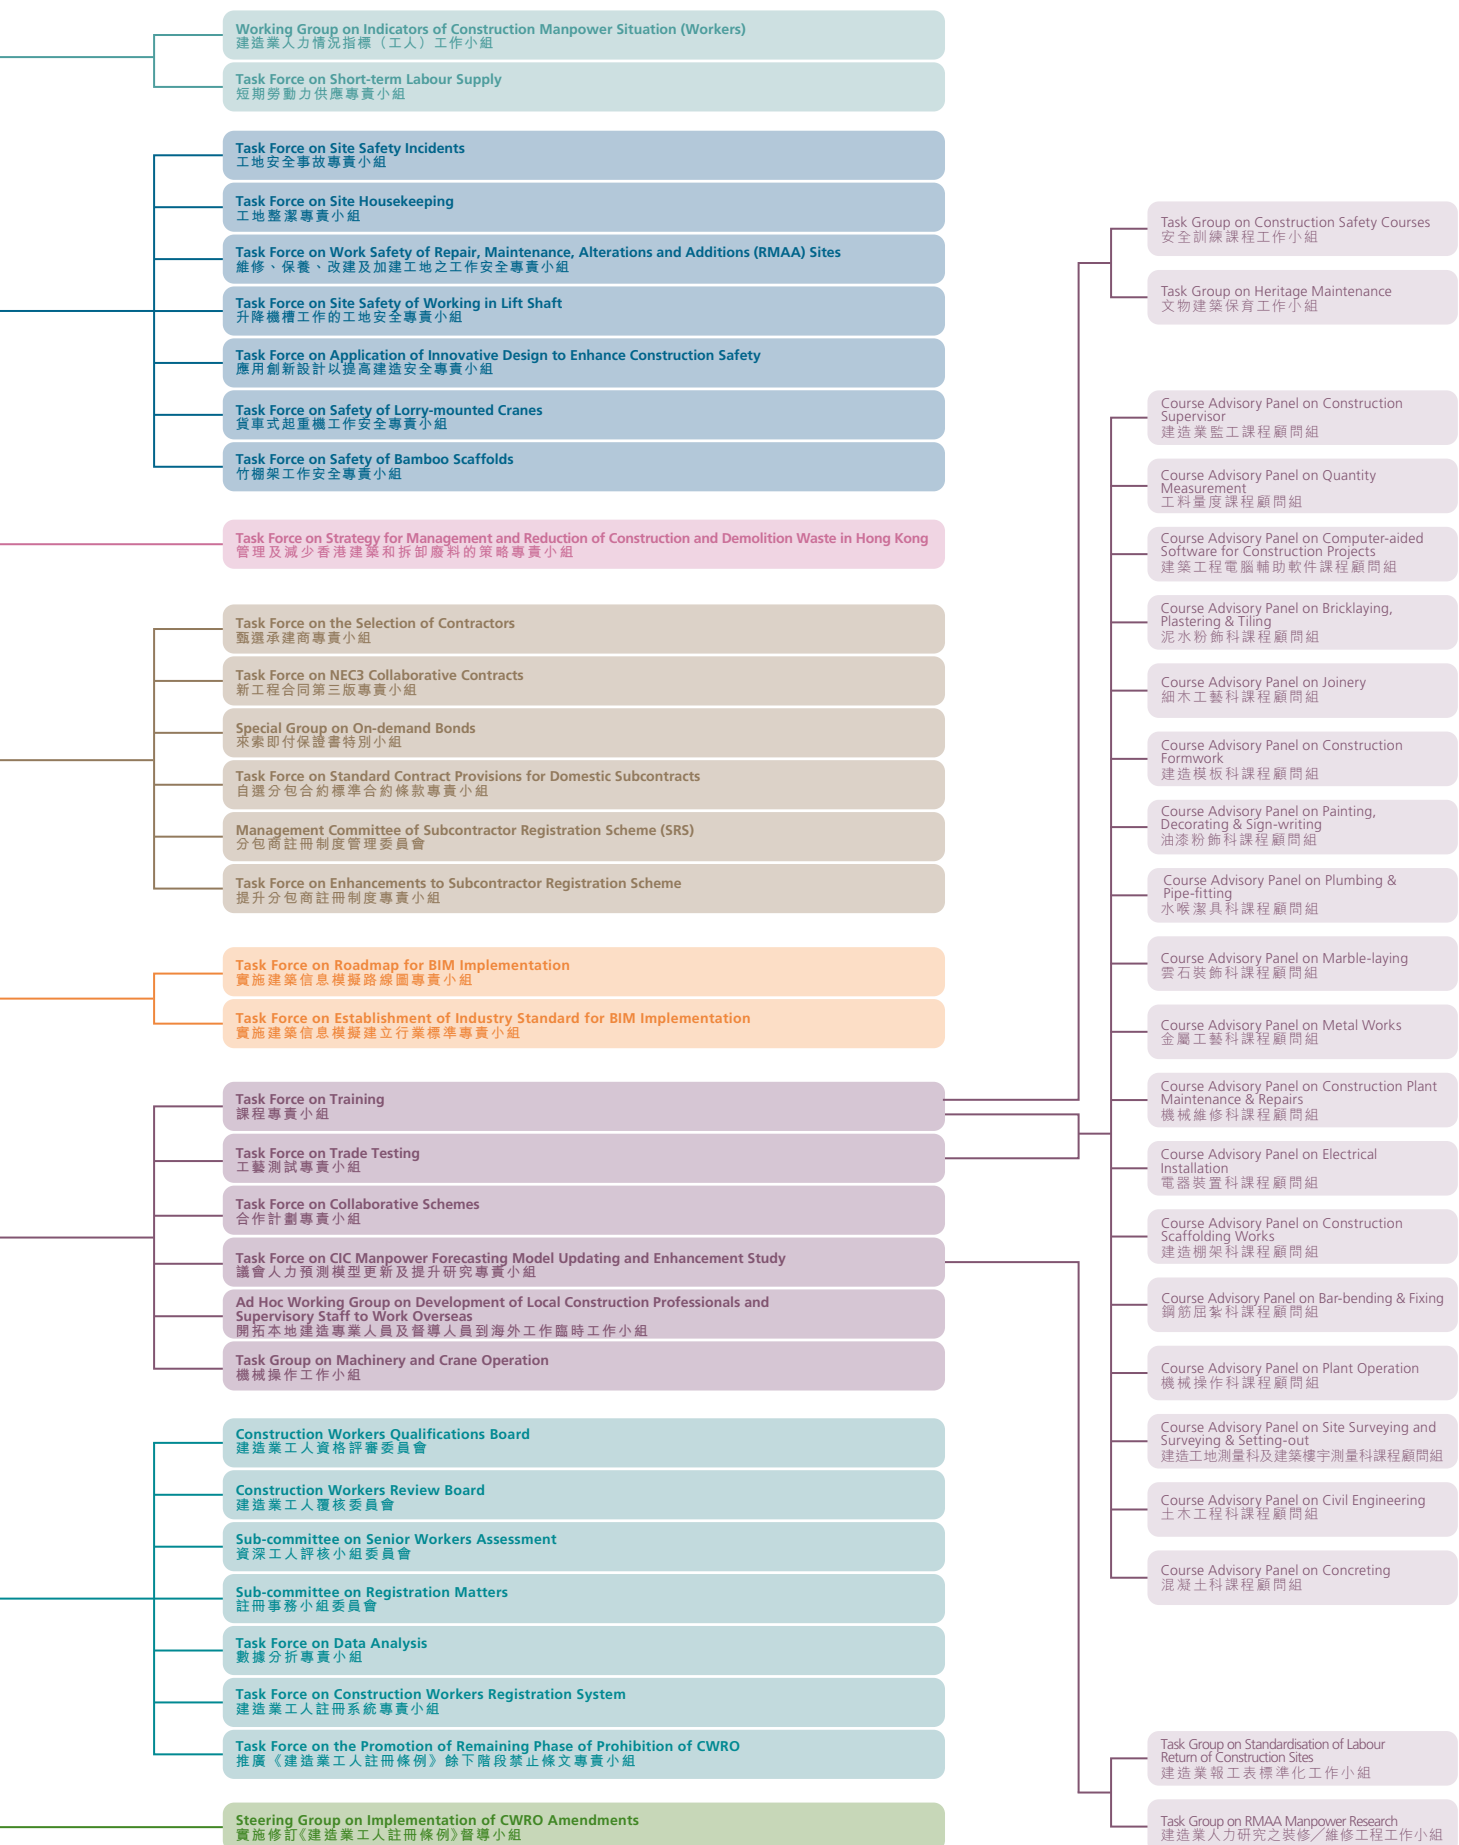 Working Group on Indicators of Construction Manpower Situation (Workers)
建造業人力情況指標（工人）工作小組
Task Force on Short-term Labour Supply
短期勞動力供應專責小組
Task Force on Site Safety Incidents
工地安全事故專責小組
Task Force on Site Housekeeping
工地整潔專責小組
Task Force on Work Safety of Repair, Maintenance, Alterations and Additions (RMAA) Sites
維修、保養、改建及加建工地之工作安全專責小組
Task Force on Site Safety of Working in Lift Shaft
升降機槽工作的工地安全專責小組
Task Force on Application of Innovative Design to Enhance Construction Safety
應用創新設計以提高建造安全專責小組
Task Force on Safety of Lorry-mounted Cranes
貨車式起重機工作安全專責小組
Task Force on Safety of Bamboo Scaffolds
竹棚架工作安全專責小組
Task Force on Strategy for Management and Reduction of Construction and Demolition Waste in Hong Kong
管理及減少香港建築和拆卸廢料的策略專責小組
Task Force on the Selection of Contractors
甄選承建商專責小組
Task Force on NEC3 Collaborative Contracts
新工程合同第三版專責小組
Special Group on On-demand Bonds
來索即付保證書特別小組
Task Force on Standard Contract Provisions for Domestic Subcontracts
自選分包合約標準合約條款專責小組
Management Committee of Subcontractor Registration Scheme (SRS)
分包商註冊制度管理委員會
Task Force on Enhancements to Subcontractor Registration Scheme
提升分包商註冊制度專責小組
Task Force on Roadmap for BIM Implementation
實施建築信息模擬路線圖專責小組
Task Force on Establishment of Industry Standard for BIM Implementation
實施建築信息模擬建立行業標準專責小組
Task Force on Training
課程專責小組
Task Force on Trade Testing
工藝測試專責小組
Task Force on Collaborative Schemes
合作計劃專責小組
Task Force on CIC Manpower Forecasting Model Updating and Enhancement Study
議會人力預測模型更新及提升研究專責小組
Ad Hoc Working Group on Development of Local Construction Professionals and
Supervisory Staff to Work Overseas
開拓本地建造專業人員及督導人員到海外工作臨時工作小組
Task Group on Machinery and Crane Operation
機械操作工作小組
Construction Workers Qualifications Board
建造業工人資格評審委員會
Construction Workers Review Board
建造業工人覆核委員會
Sub-committee on Senior Workers Assessment
資深工人評核小組委員會
Sub-committee on Registration Matters
註冊事務小組委員會
Task Force on Data Analysis
數據分折專責小組
Task Force on Construction Workers Registration System
建造業工人註冊系統專責小組
Task Force on the Promotion of Remaining Phase of Prohibition of CWRO
推廣《建造業工人註冊條例》餘下階段禁止條文專責小組
Steering Group on Implementation of CWRO Amendments
實施修訂《建造業工人註冊條例》督導小組
Task Group on Construction Safety Courses
安全訓練課程工作小組
Task Group on Heritage Maintenance
文物建築保育工作小組
Course Advisory Panel on Construction
Supervisor
建造業監工課程顧問組
Course Advisory Panel on Quantity
Measurement
工料量度課程顧問組
Course Advisory Panel on Computer-aided
Software for Construction Projects
建築工程電腦輔助軟件課程顧問組
Course Advisory Panel on Bricklaying,
Plastering & Tiling
泥水粉飾科課程顧問組
Course Advisory Panel on Joinery
細木工藝科課程顧問組
Course Advisory Panel on Construction
Formwork
建造模板科課程顧問組
Course Advisory Panel on Painting,
Decorating & Sign-writing
油漆粉飾科課程顧問組
Course Advisory Panel on Plumbing &
Pipe-fitting
水喉潔具科課程顧問組
Course Advisory Panel on Marble-laying
雲石裝飾科課程顧問組
Course Advisory Panel on Metal Works
金屬工藝科課程顧問組
Course Advisory Panel on Construction Plant
Maintenance & Repairs
機械維修科課程顧問組
Course Advisory Panel on Electrical
Installation
電器裝置科課程顧問組
Course Advisory Panel on Construction
Scaffolding Works
建造棚架科課程顧問組
Course Advisory Panel on Bar-bending & Fixing
鋼筋屈紮科課程顧問組
Course Advisory Panel on Plant Operation
機械操作科課程顧問組
Course Advisory Panel on Site Surveying and
Surveying & Setting-out
建造工地測量科及建築樓宇測量科課程顧問組
Course Advisory Panel on Civil Engineering
土木工程科課程顧問組
Course Advisory Panel on Concreting
混凝土科課程顧問組
Task Group on Standardisation of Labour
Return of Construction Sites
建造業報工表標準化工作小組
Task Group on RMAA Manpower Research
建造業人力研究之裝修／維修工程工作小組